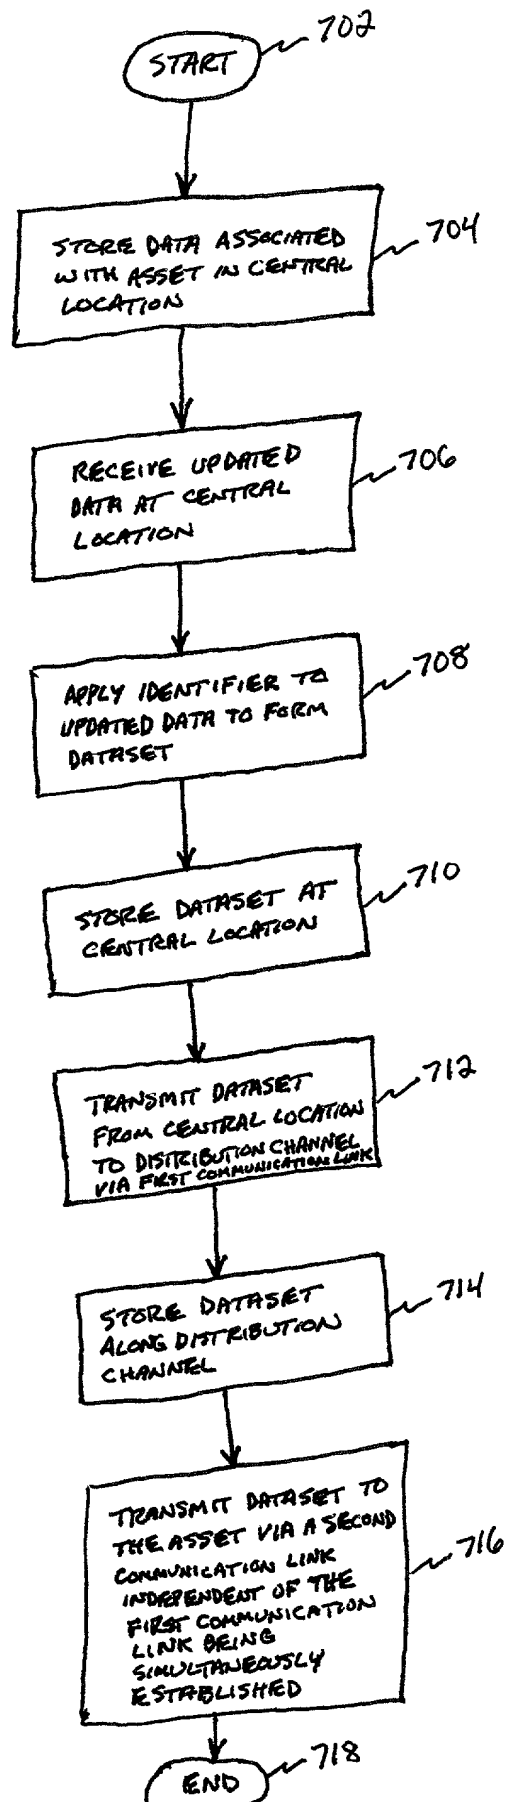 702
START
704
STORE DATA ASSOCIATED
WITH ASSET IN CENTRAL
LOCATION
706
RECEIVE UPDATED
DATA AT CENTRAL
LOCATION
708
APPLY IDENTIFIER TO
UPDATED DATA TO FORM
DATASET
710
STORE DATASET AT
CENTRAL LOCATION
712
TRANSMIT DATASET
FROM CENTRAL LOCATION
TO DISTRIBUTION CHANNEL
VIA FIRST COMMUNICATION LINK
714
STORE DATASET
ALONG DISTRIBUTION
CHANNEL
716
TRANSMIT DATASET TO
THE ASSET VIA A SECOND
COMMUNICATION LINK
INDEPENDENT OF THE
FIRST COMMUNICATION
LINK BEING
SIMULTANEOUSLY
ESTABLISHED
718
END